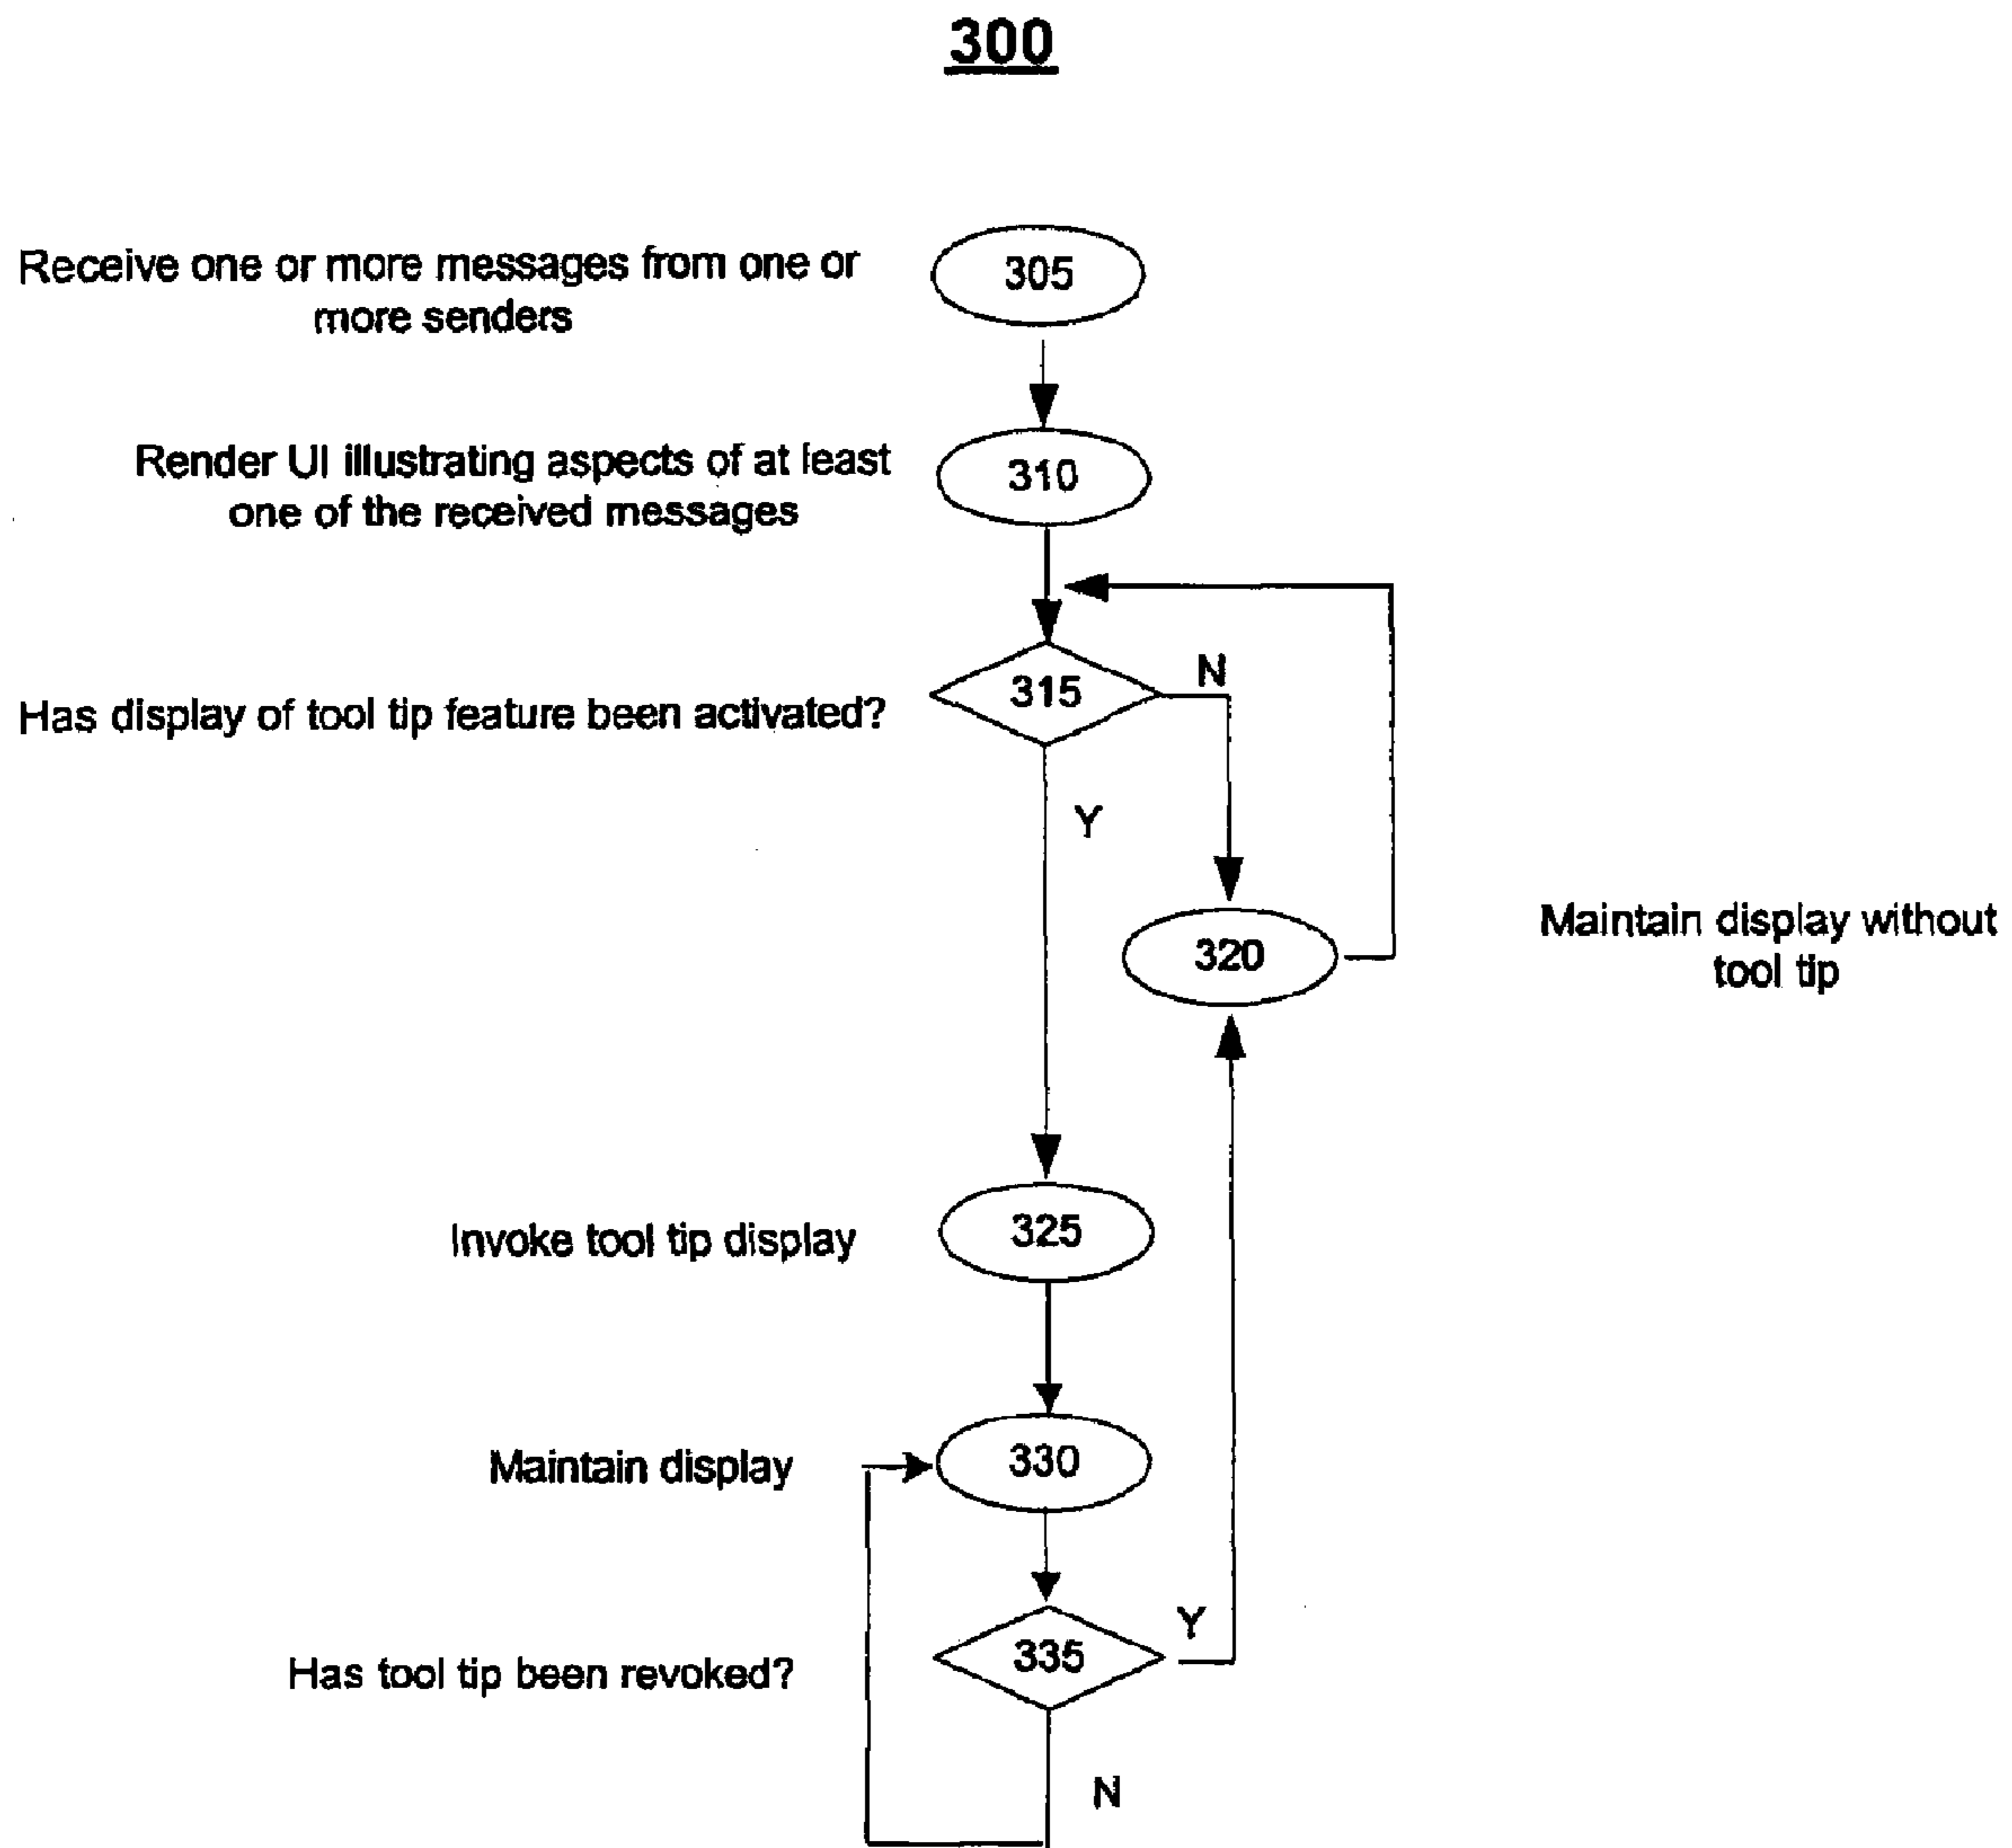 300
Receive one or more messages from one or
more senders
305
Render UI illustrating aspects of at least
one of the received messages
310
Has display of tool tip feature been activated?
315
N
Y
320
Maintain display without
tool tip
Invoke tool tip display
325
Maintain display
330
Has tool tip been revoked?
335
Y
N